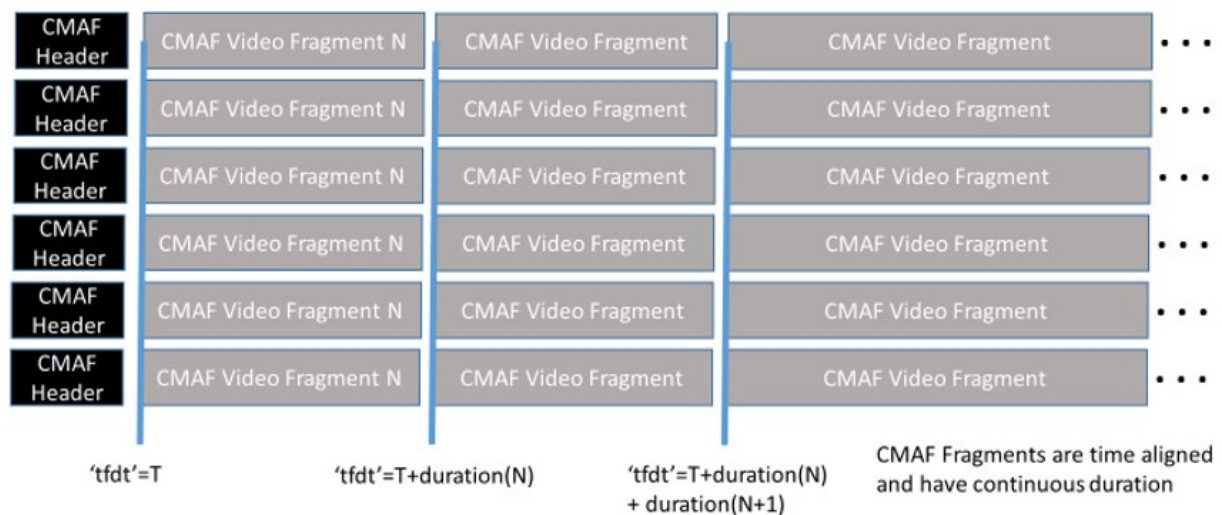 CMAF
Header
CMAF Video Fragment N
CMAF Video Fragment
CMAF Video Fragment
. . .
CMAF
Header
CMAF Video Fragment N
CMAF Video Fragment
CMAF Video Fragment
. . .
CMAF
Header
CMAF Video Fragment N
CMAF Video Fragment
CMAF Video Fragment
. . .
CMAF
Header
CMAF Video Fragment N
CMAF Video Fragment
CMAF Video Fragment
. . .
CMAF
Header
CMAF Video Fragment N
CMAF Video Fragment
CMAF Video Fragment
. . .
CMAF
Header
CMAF Video Fragment N
CMAF Video Fragment
CMAF Video Fragment
. . .
‘tfdt’=T
‘tfdt’=T+duration(N)
‘tfdt’=T+duration(N)
+ duration(N+1)
CMAF Fragments are time aligned
and have continuous duration